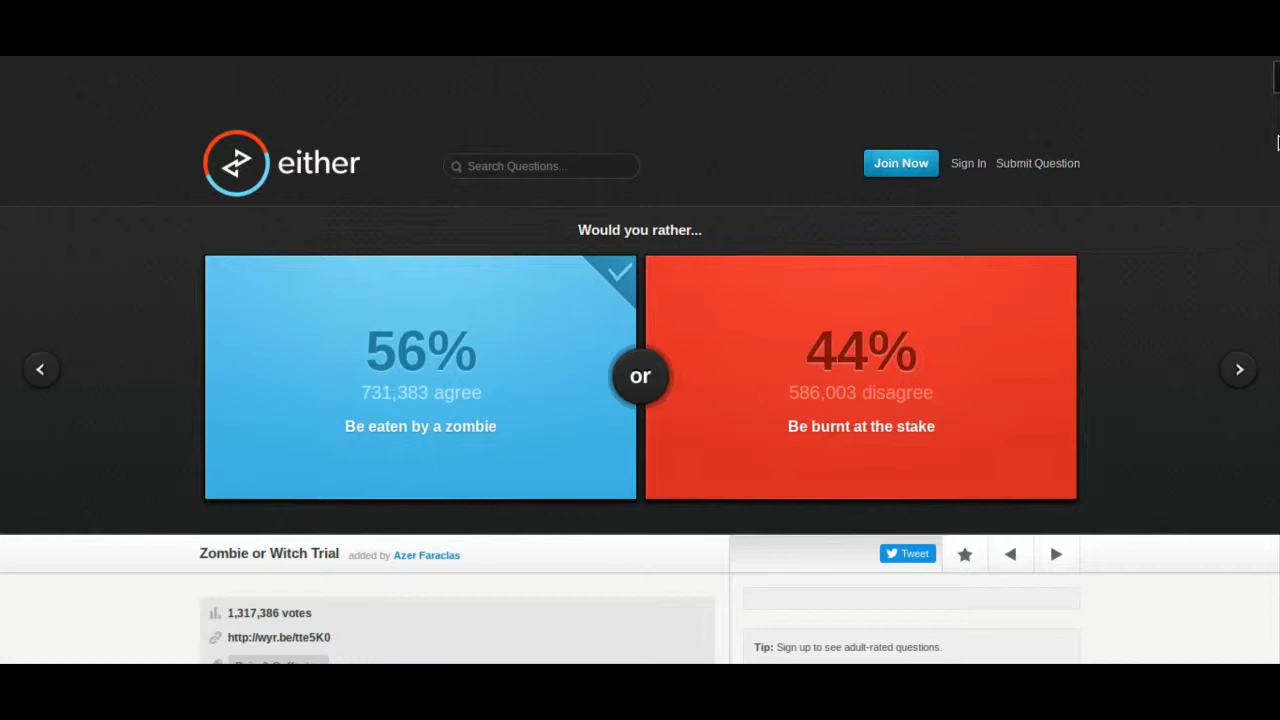 either
Search Questions...
Join Now Sign In Submit Question
Would you rather...
56%
731,383 agree
Be eaten by a zombie
or
44%
586,003 disagree
Be burnt at the stake
Zombie or Witch Trial added by Azer Faraclas
Tweet
1,317,386 votes
http://wyr.be/tte5K0
Tip: Sign up to see adult-rated questions.